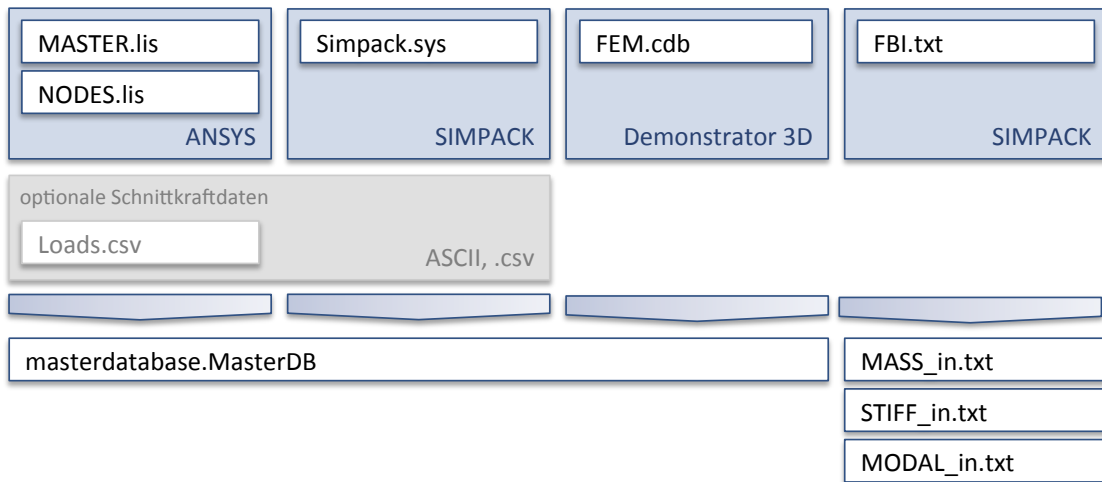 MASTER.lis
NODES.lis
ANSYS
Simpack.sys
SIMPACK
FEM.cdb
Demonstrator 3D
FBI.txt
SIMPACK
optionale Schnittkraftdaten
Loads.csv
ASCII, .csv
masterdatabase.MasterDB
MASS_in.txt
STIFF_in.txt
MODAL_in.txt